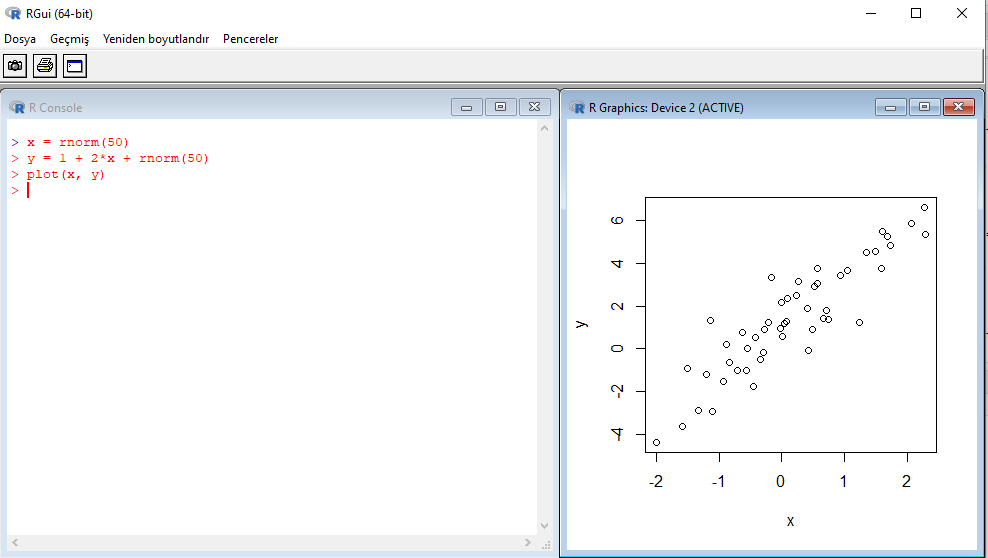 RGui (64-bit)
Dosya Geçmiş Yeniden boyutlandır Pencereler
R Console
> x = rnorm(50)
> y = 1 + 2*x + rnorm(50)
> plot(x, y)
>
R Graphics: Device 2 (ACTIVE)
6
4
2
0
-2
-4
y
-2 -1 0 1 2
x